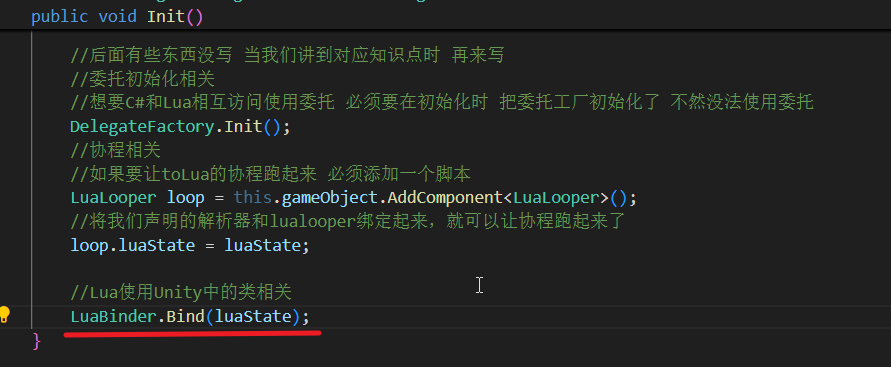 public void Init()
//后面有些东西没写 当我们讲到对应知识点时 再来写
//委托初始化相关
//想要C#和Lua相互访问使用委托 必须要在初始化时 把委托工厂初始化了 不然没法使用委托
DelegateFactory.Init();
//协程相关
//如果要让toLua的协程跑起来 必须添加一个脚本
LuaLooper loop = this.gameObject.AddComponent<LuaLooper>();
//将我们声明的解析器和lualooper绑定起来，就可以让协程跑起来了
loop.luaState = luaState;
//Lua使用Unity中的类相关
LuaBinder.Bind(luaState);
}